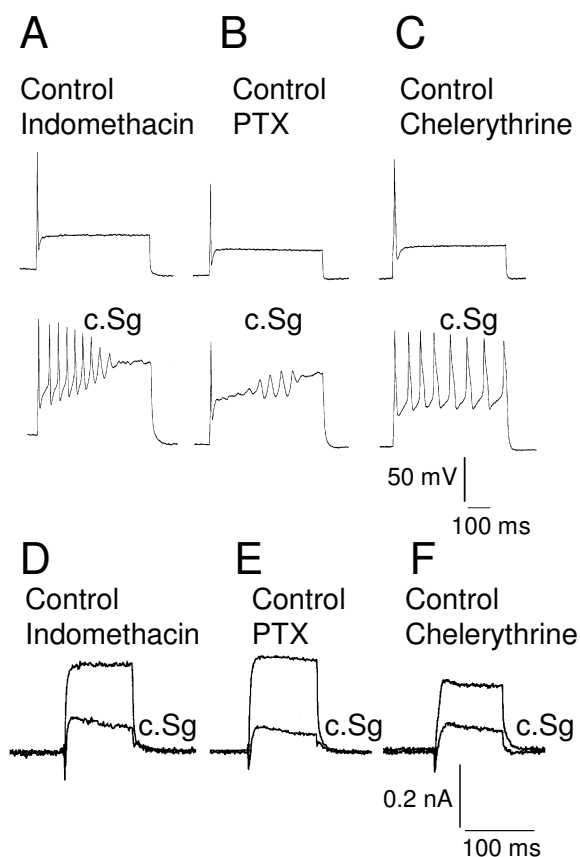 A
B
C
Control
Indomethacin
Control
PTX
Control
Chelerythrine
c.Sg
c.Sg
c.Sg
50 mV
100 ms
D
E
F
Control
Indomethacin
Control
PTX
Control
Chelerythrine
c.Sg
c.Sg
c.Sg
0.2 nA
100 ms